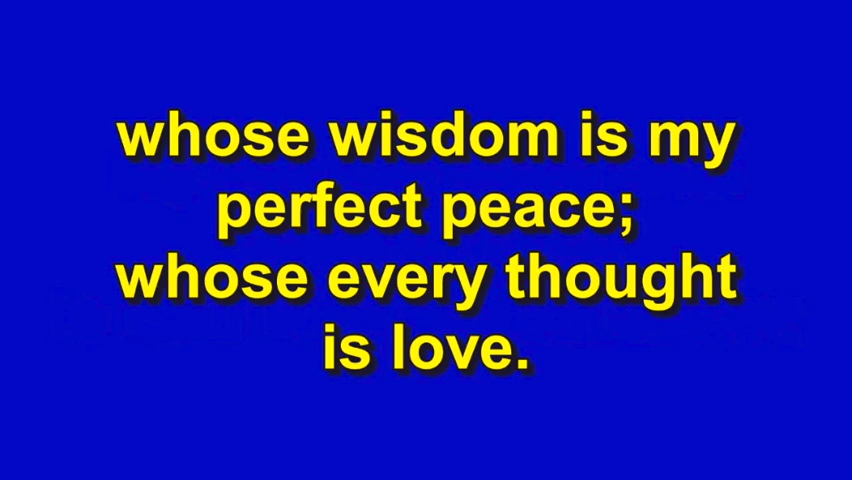 whose wisdom is my
perfect peace;
whose every thought
is love.